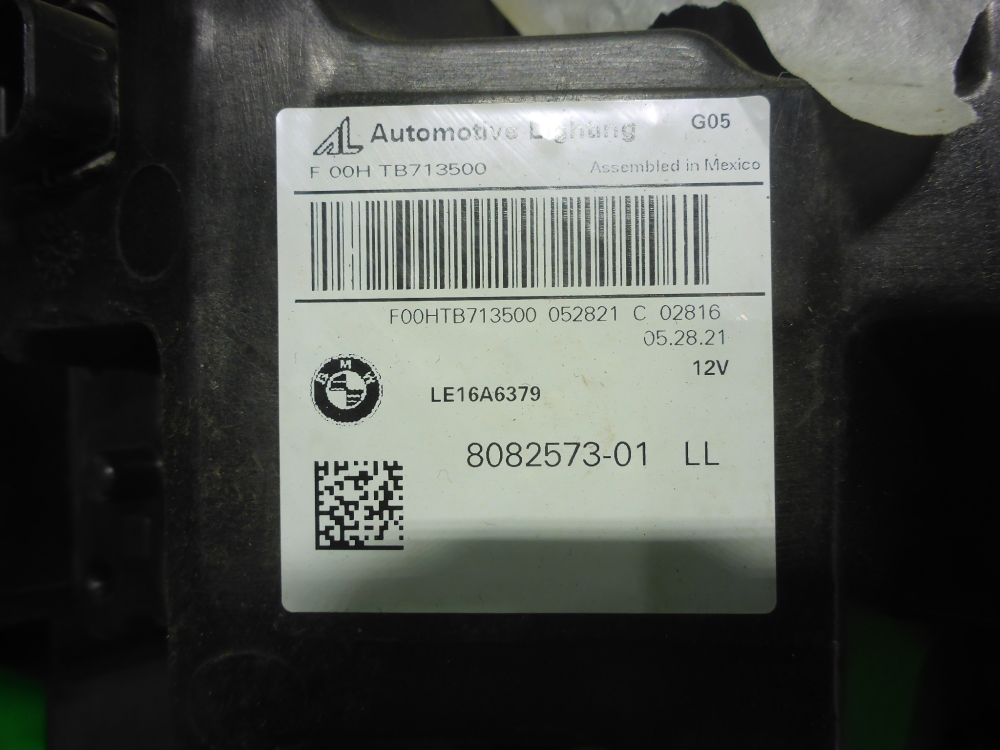 AL Automotive Lighting G05
F 00H TB713500 Assembled in Mexico
F00HTB713500 052821 C 02816
05.28.21
12V
BMW
LE16A6379
8082573-01 LL